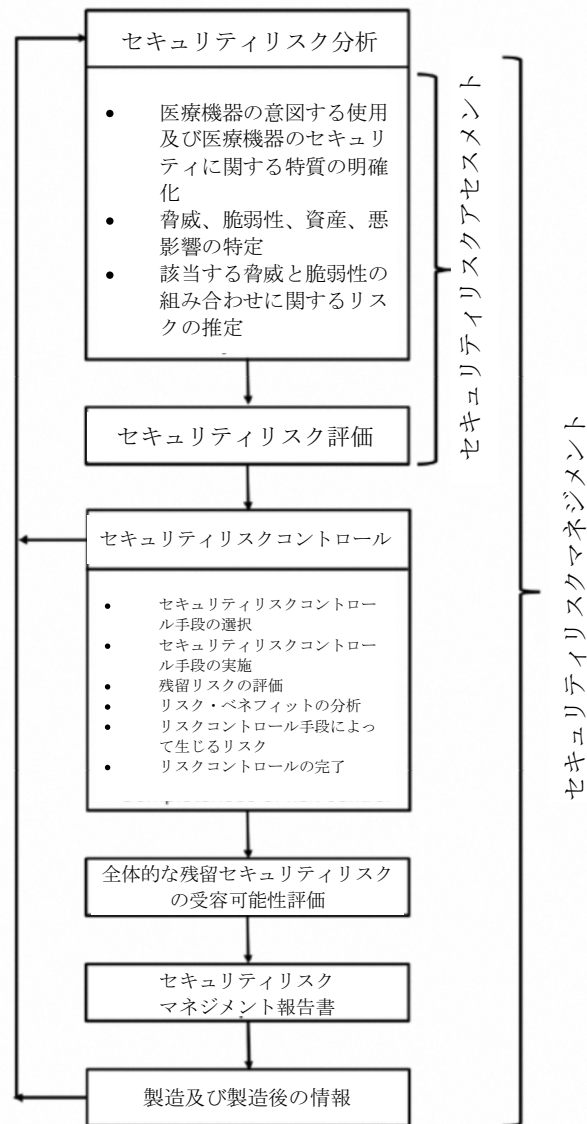 セキュリティリスク分析
• 医療機器の意図する使用
及び医療機器のセキュリ
ティに関する特質の明確
化
• 脅威、脆弱性、資産、悪
影響の特定
• 該当する脅威と脆弱性の
組み合わせに関するリス
クの推定
セキュリティリスク評価
セキュリティリスクアセスメント
セキュリティリスクコントロール
• セキュリティリスクコントロー
ル手段の選択
• セキュリティリスクコントロー
ル手段の実施
• 残留リスクの評価
• リスク・ベネフィットの分析
• リスクコントロール手段によっ
て生じるリスク
• リスクコントロールの完了
全体的な残留セキュリティリスク
の受容可能性評価
セキュリティリスク
マネジメント報告書
製造及び製造後の情報
セキュリティリスクマネジメント